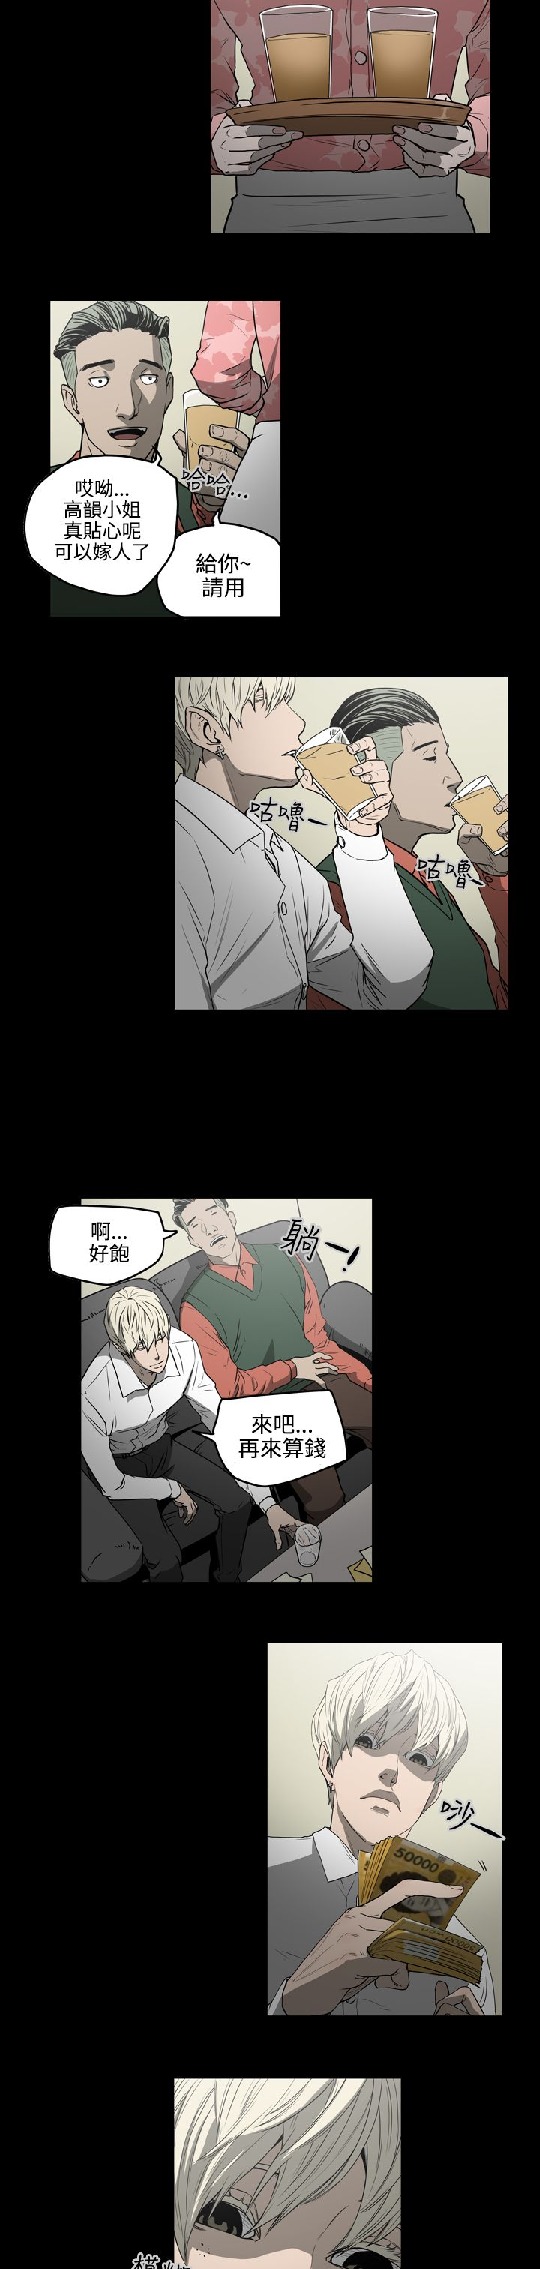 哎呦...
高韻小姐
真貼心呢
可以嫁人了
哈哈...
給你~
請用
咕嚕
咕嚕
啊...
好飽
躺一!
來吧...
再來算錢
唦
50000